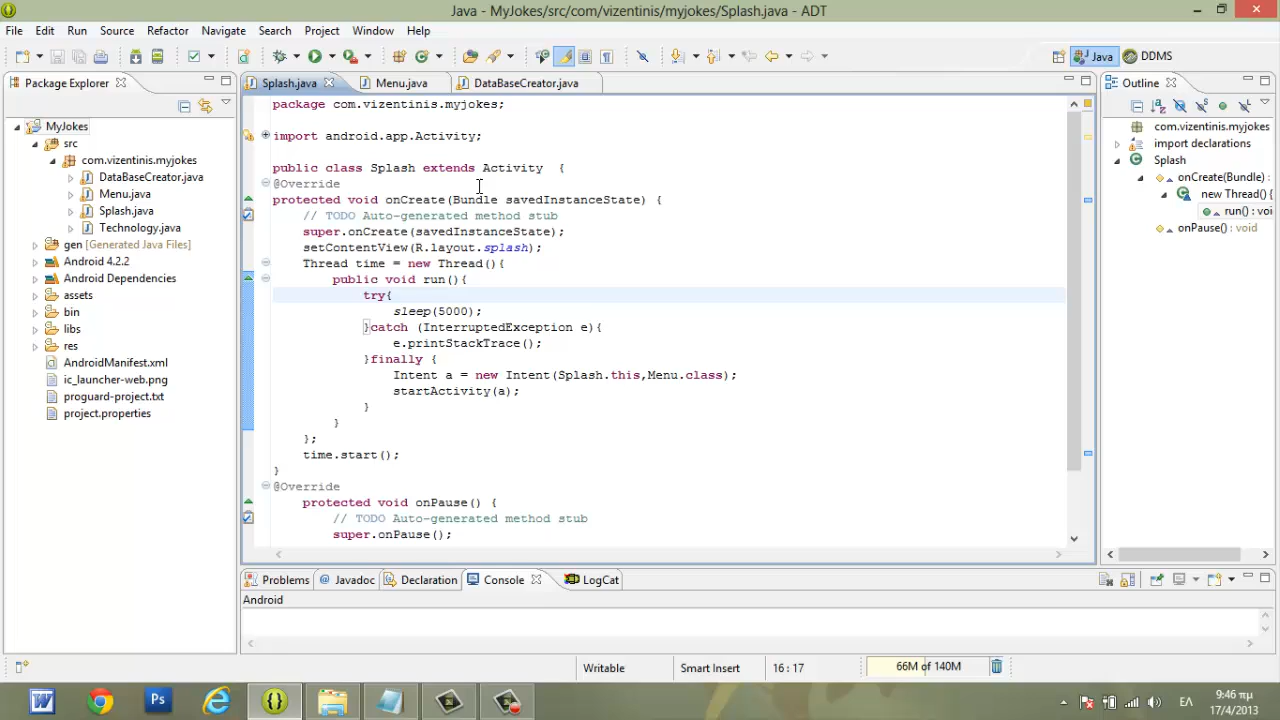 Java - MyJokes/src/com/vizentinis/myjokes/Splash.java - ADT
File Edit Run Source Refactor Navigate Search Project Window Help
Java DDMS
Package Explorer
MyJokes
src
com.vizentinis.myjokes
DataBaseCreator.java
Menu.java
Splash.java
Technology.java
gen [Generated Java Files]
Android 4.2.2
Android Dependencies
assets
bin
libs
res
AndroidManifest.xml
ic_launcher-web.png
proguard-project.txt
project.properties
Splash.java Menu.java DataBaseCreator.java
package com.vizentinis.myjokes;
import android.app.Activity;
public class Splash extends Activity {
@Override
protected void onCreate(Bundle savedInstanceState) {
// TODO Auto-generated method stub
super.onCreate(savedInstanceState);
setContentView(R.layout.splash);
Thread time = new Thread(){
public void run(){
try{
sleep(5000);
}catch (InterruptedException e){
e.printStackTrace();
}finally {
Intent a = new Intent(Splash.this,Menu.class);
startActivity(a);
}
}
};
time.start();
}
@Override
protected void onPause() {
// TODO Auto-generated method stub
super.onPause();
Outline
com.vizentinis.myjokes
import declarations
Splash
onCreate(Bundle) :
new Thread() {
run() : voi
onPause() : void
Problems Javadoc Declaration Console LogCat
Android
Writable Smart Insert 16 : 17 66M of 140M
W Ps ΕΛ 9:46 πμ
17/4/2013